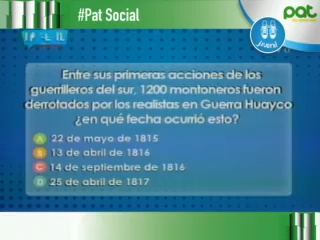 #Pat Social
pat
juvenil
Entre sus primeras acciones de los
guerrilleros del sur, 1200 montoneros fueron
derrotados por los realistas en Guerra Huayco
¿en qué fecha ocurrió esto?
A 22 de mayo de 1815
B 13 de abril de 1816
C 14 de septiembre de 1816
D 25 de abril de 1817